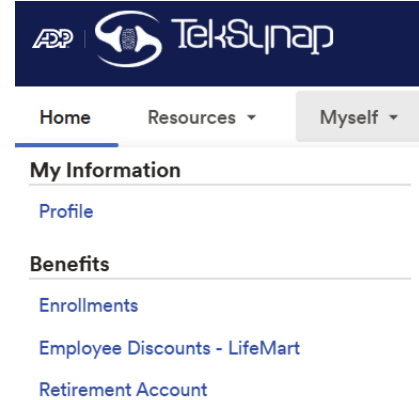 ADP TekSynap
Home Resources Myself
My Information
Profile
Benefits
Enrollments
Employee Discounts - LifeMart
Retirement Account